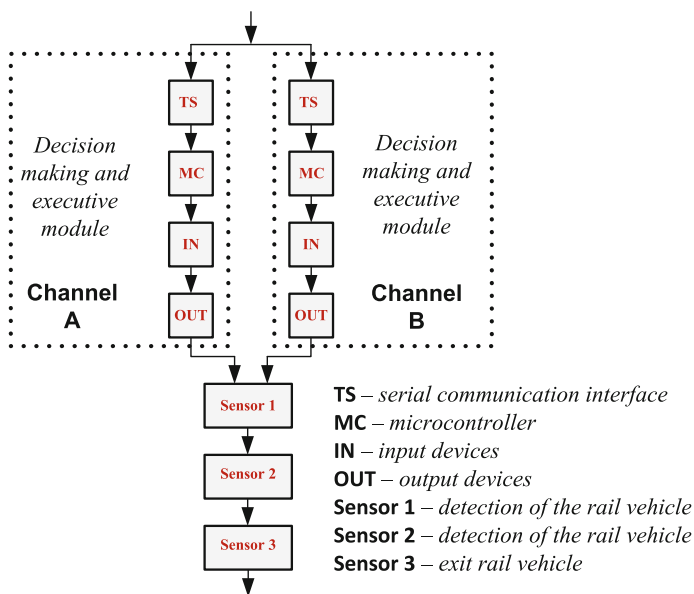 TS
MC
IN
OUT
Decision
making and
executive
module
Channel
A
TS
MC
IN
OUT
Decision
making and
executive
module
Channel
B
Sensor 1
Sensor 2
Sensor 3
TS – serial communication interface
MC – microcontroller
IN – input devices
OUT – output devices
Sensor 1 – detection of the rail vehicle
Sensor 2 – detection of the rail vehicle
Sensor 3 – exit rail vehicle